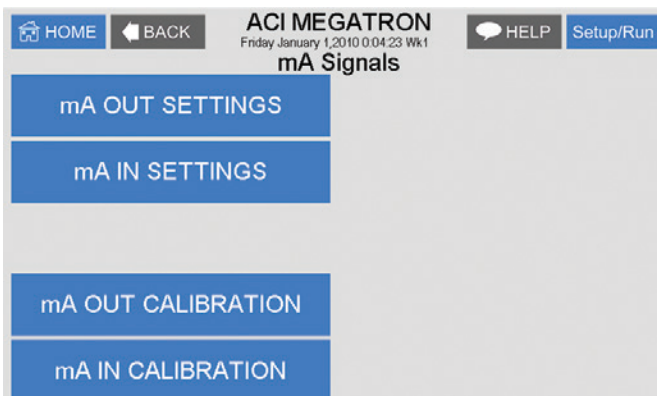 HOME
BACK
ACI MEGATRON
HELP
Setup/Run
Friday January 1,2010 0:04:23 Wk1
mA Signals
mA OUT SETTINGS
mA IN SETTINGS
mA OUT CALIBRATION
mA IN CALIBRATION